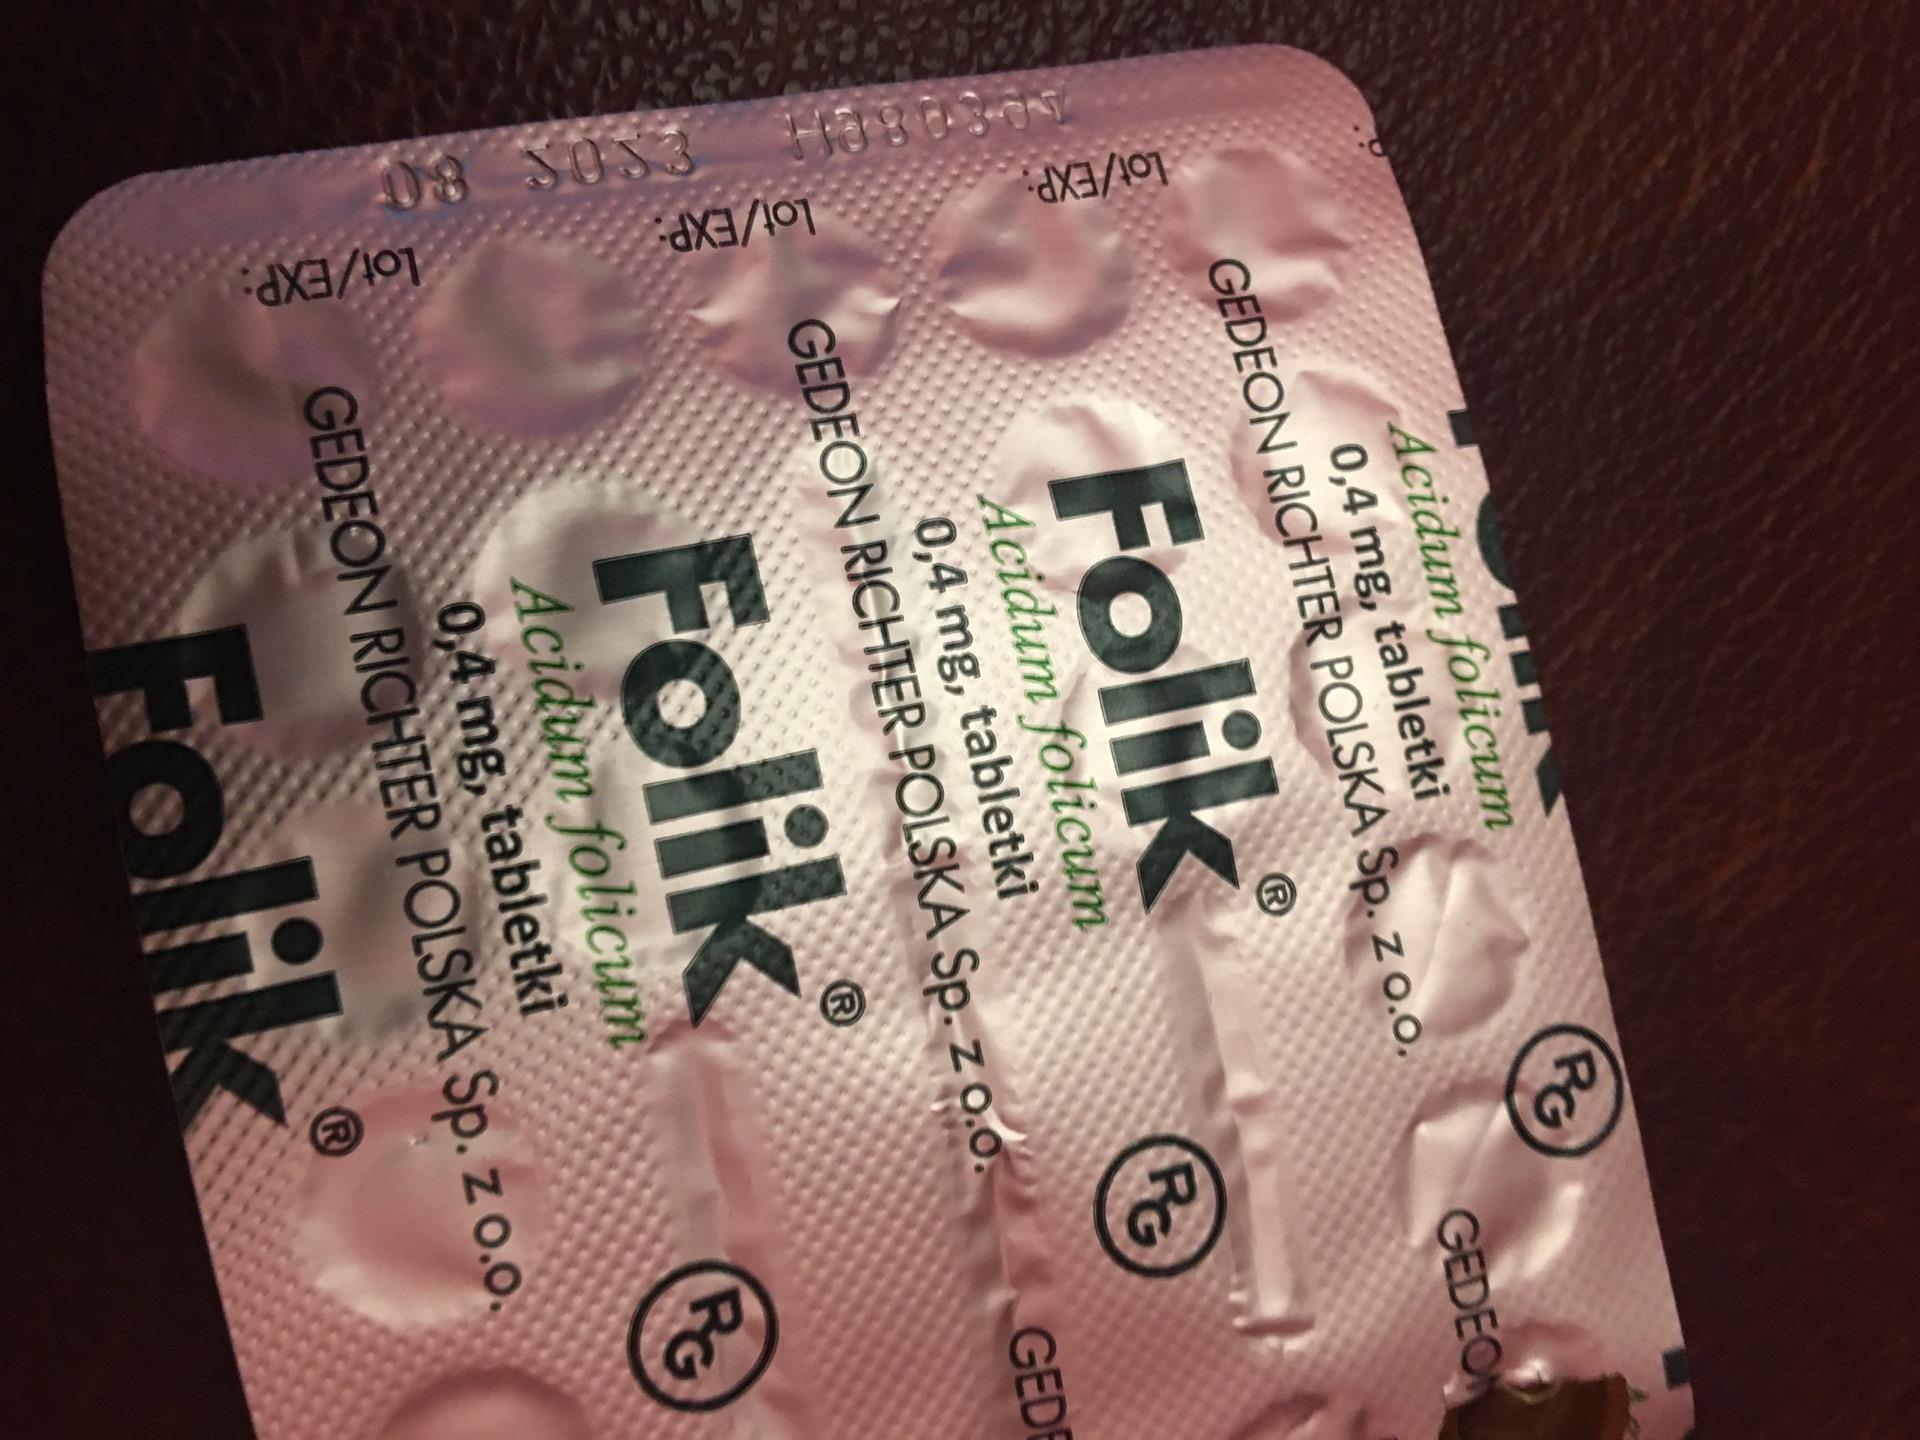 08 2023
Lot/EXP:
Lot/EXP:
Lot/EXP:
Acidum folicum
0,4 mg, tabletki
GEDEON RICHTER POLSKA Sp. z o.o.
RG
Folik®
Acidum folicum
0,4 mg, tabletki
GEDEON RICHTER POLSKA Sp. z o.o.
RG
Folik®
Acidum folicum
0,4 mg, tabletki
GEDEON RICHTER POLSKA Sp. z o.o.
RG
Folik®
GEDEO
GEDE